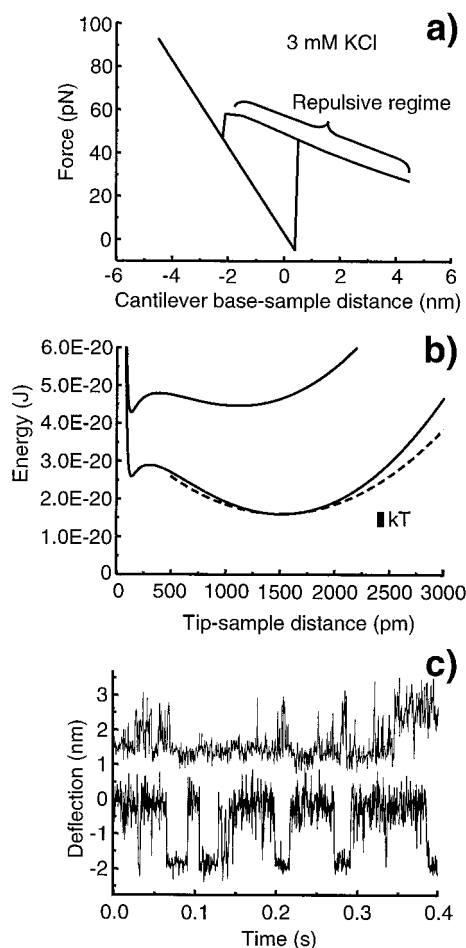 a)
3 mM KCl
Repulsive regime
Force (pN)
100
80
60
40
20
0
-6 -4 -2 0 2 4 6
Cantilever base-sample distance (nm)
b)
Energy (J)
6.0E-20
5.0E-20
4.0E-20
3.0E-20
2.0E-20
1.0E-20
0
kT
0 500 1000 1500 2000 2500 3000
Tip-sample distance (pm)
c)
Deflection (nm)
3
2
1
0
-1
-2
0.0 0.1 0.2 0.3 0.4
Time (s)